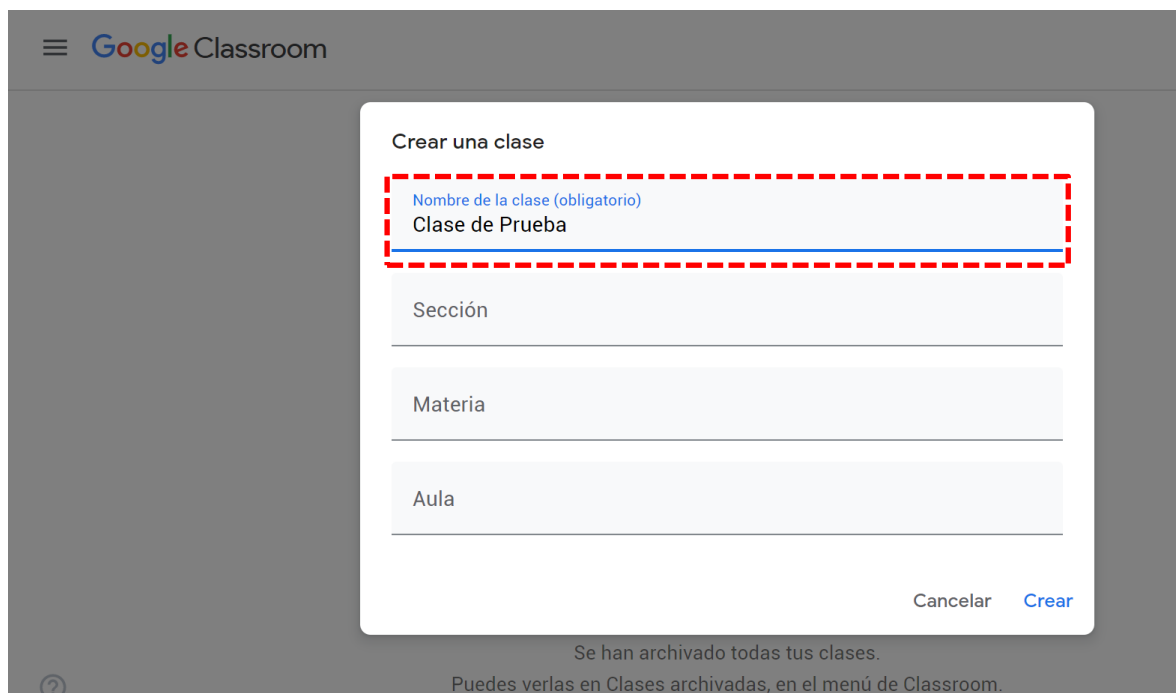 Google Classroom
Crear una clase
Nombre de la clase (obligatorio)
Clase de Prueba
Sección
Materia
Aula
Cancelar Crear
Se han archivado todas tus clases.
Puedes verlas en Clases archivadas, en el menú de Classroom.